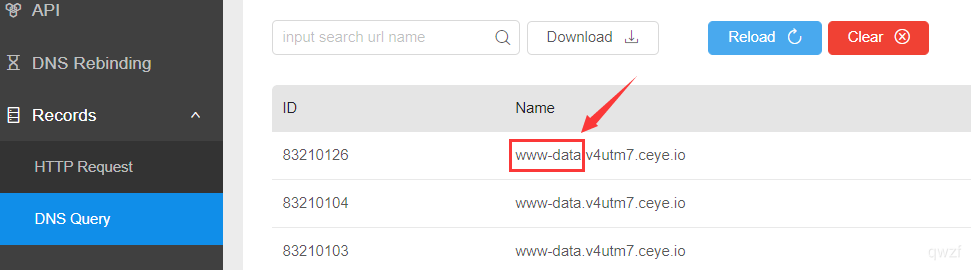 API
DNS Rebinding
Records
HTTP Request
DNS Query
input search url name
Download
Reload
Clear
ID Name
83210126 www-data.v4utm7.ceye.io
83210104 www-data.v4utm7.ceye.io
83210103 www-data.v4utm7.ceye.io
qwzf